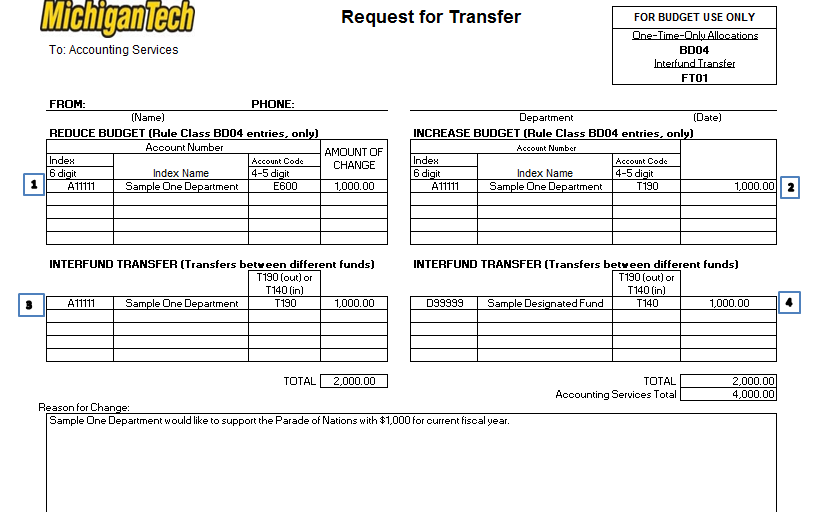 MichiganTech
Request for Transfer
To: Accounting Services
FOR BUDGET USE ONLY
One-Time-Only Allocations
BD04
Interfund Transfer
FT01
FROM: PHONE:
(Name) Department (Date)
REDUCE BUDGET (Rule Class BD04 entries, only)
Account Number
AMOUNT OF
CHANGE
Index
6 digit
Index Name
Account Code
4-5 digit
1 A11111 Sample One Department E600 1,000.00
INCREASE BUDGET (Rule Class BD04 entries, only)
Account Number
Index
6 digit
Index Name
Account Code
4-5 digit
A11111 Sample One Department T190 1,000.00 2
INTERFUND TRANSFER (Transfers between different funds)
T190 (out) or
T140 (in)
3 A11111 Sample One Department T190 1,000.00
INTERFUND TRANSFER (Transfers between different funds)
T190 (out) or
T140 (in)
D99999 Sample Designated Fund T140 1,000.00 4
TOTAL 2,000.00
TOTAL 2,000.00
Accounting Services Total 4,000.00
Reason for Change:
Sample One Department would like to support the Parade of Nations with $1,000 for current fiscal year.